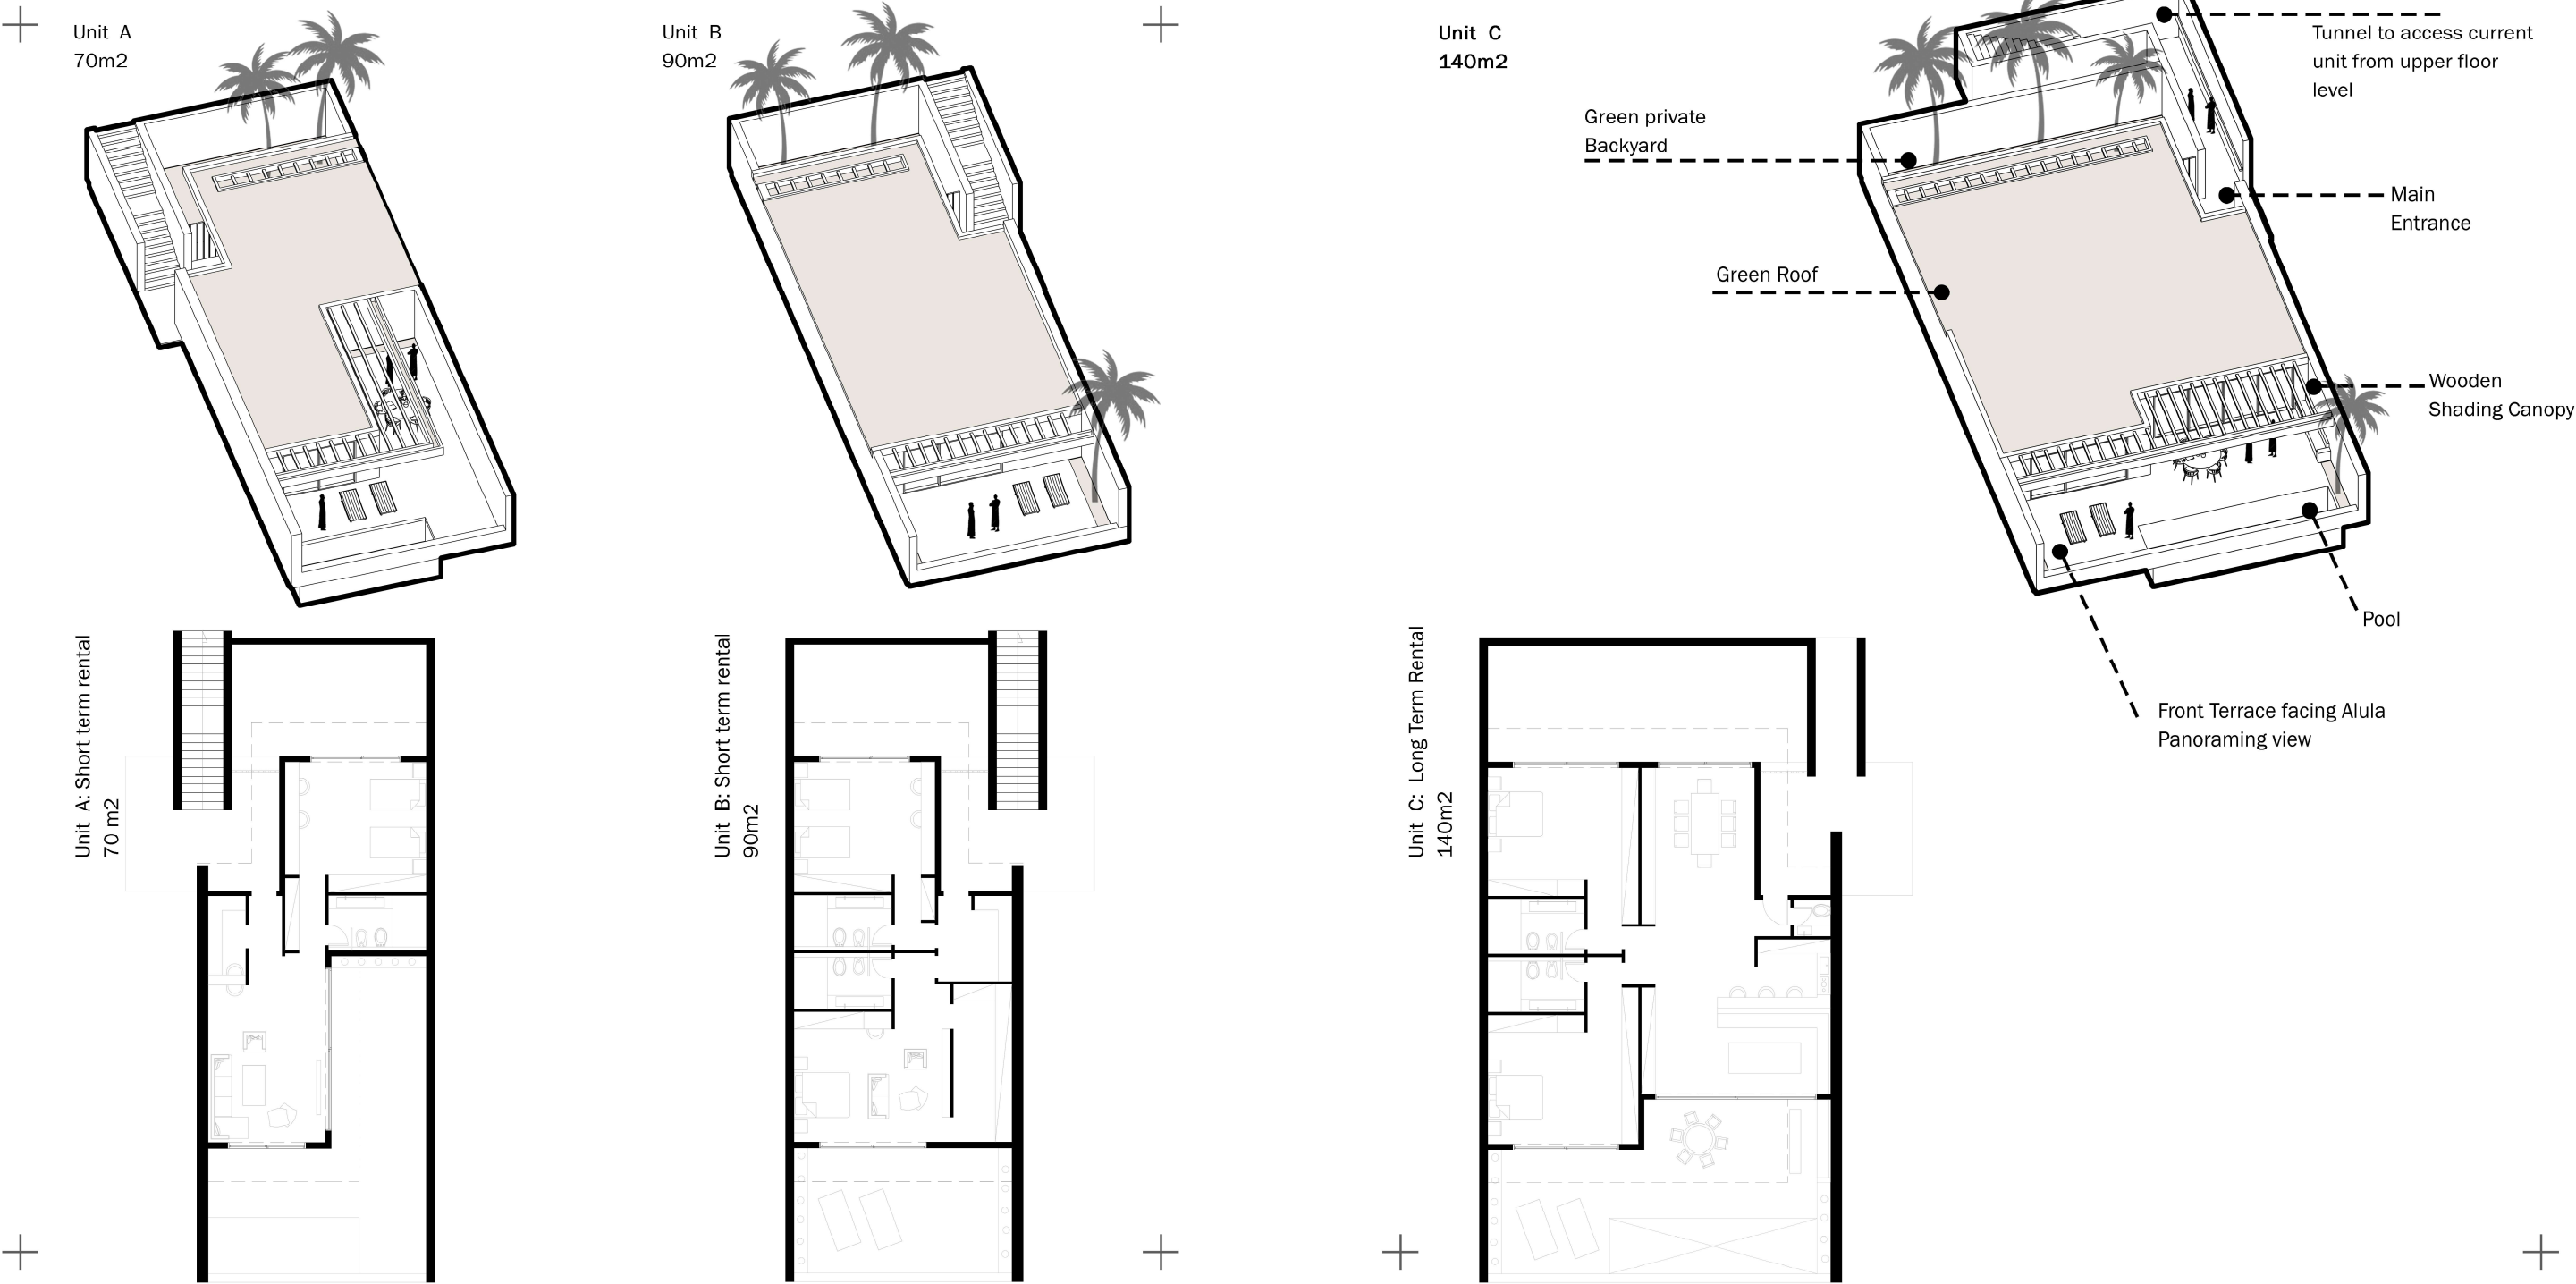 Unit A
70m2
Unit B
90m2
Unit C
140m2
Tunnel to access current
unit from upper floor
level
Green private
Backyard
Main
Entrance
Green Roof
Wooden
Shading Canopy
Pool
Front Terrace facing Alula
Panoraming view
Unit A: Short term rental
70 m2
Unit B: Short term rental
90m2
Unit C: Long Term Rental
140m2